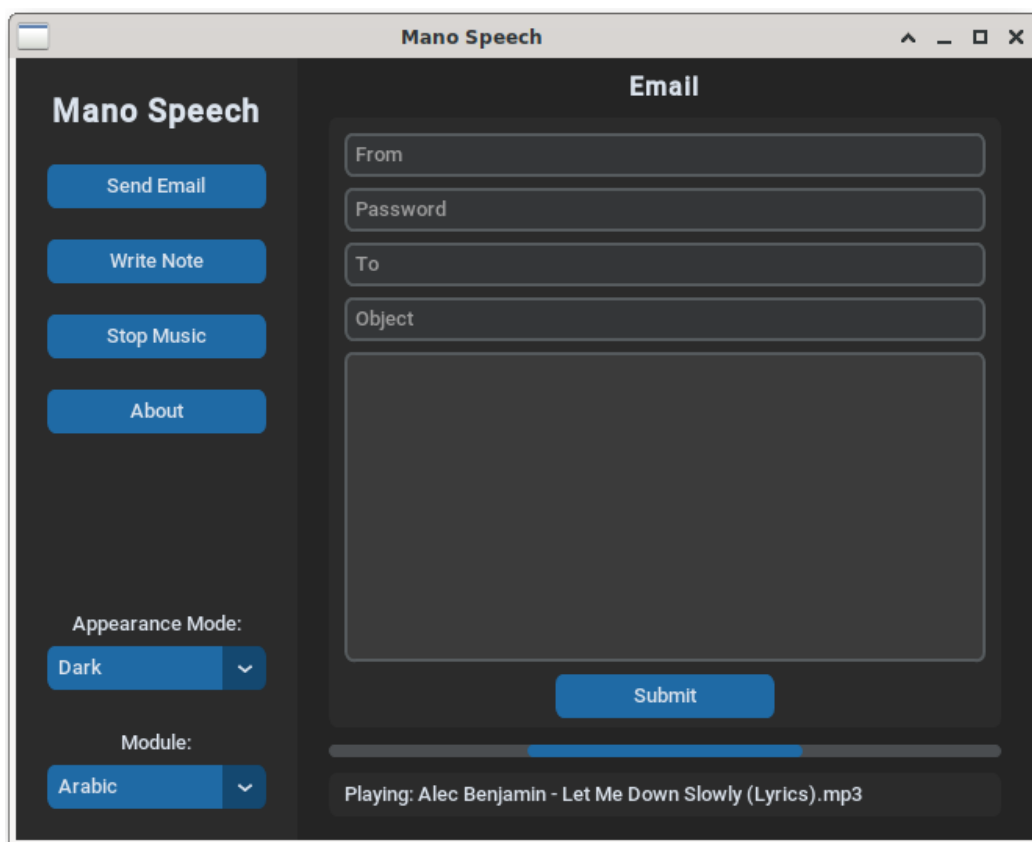 Mano Speech
Mano Speech
Send Email
Write Note
Stop Music
About
Appearance Mode:
Dark
Module:
Arabic
Email
From
Password
To
Object
Submit
Playing: Alec Benjamin - Let Me Down Slowly (Lyrics).mp3